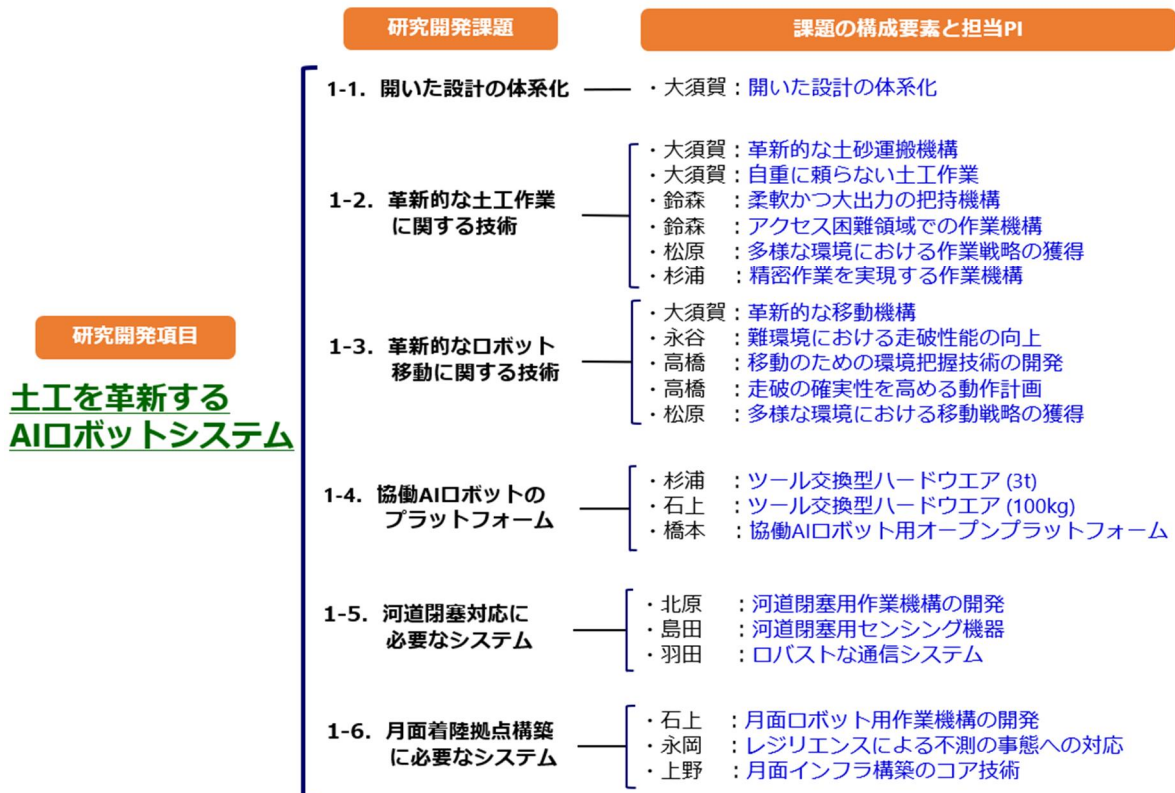 研究開発課題
課題の構成要素と担当PI
1-1. 開いた設計の体系化
・大須賀：開いた設計の体系化
1-2. 革新的な土工作業
に関する技術
・大須賀：革新的な土砂運搬機構
・大須賀：自重に頼らない土工作業
・鈴森　：柔軟かつ大出力の把持機構
・鈴森　：アクセス困難領域での作業機構
・松原　：多様な環境における作業戦略の獲得
・杉浦　：精密作業を実現する作業機構
研究開発項目
土工を革新する
AIロボットシステム
1-3. 革新的なロボット
移動に関する技術
・大須賀：革新的な移動機構
・永谷　：難環境における走破性能の向上
・高橋　：移動のための環境把握技術の開発
・高橋　：走破の確実性を高める動作計画
・松原　：多様な環境における移動戦略の獲得
1-4. 協働AIロボットの
プラットフォーム
・杉浦　：ツール交換型ハードウエア (3t)
・石上　：ツール交換型ハードウエア (100kg)
・橋本　：協働AIロボット用オープンプラットフォーム
1-5. 河道閉塞対応に
必要なシステム
・北原　：河道閉塞用作業機構の開発
・島田　：河道閉塞用センシング機器
・羽田　：ロバストな通信システム
1-6. 月面着陸拠点構築
に必要なシステム
・石上　：月面ロボット用作業機構の開発
・永岡　：レジリエンスによる不測の事態への対応
・上野　：月面インフラ構築のコア技術